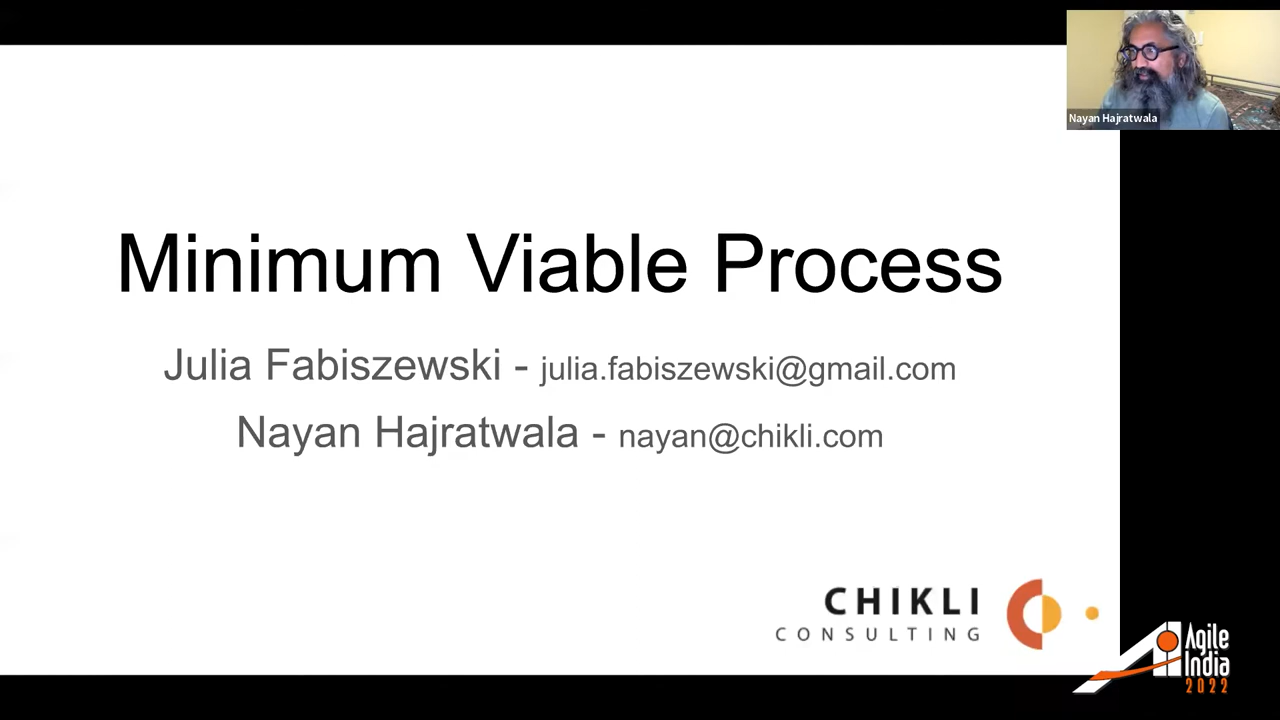 Nayan Hajratwala
Minimum Viable Process
Julia Fabiszewski - julia.fabiszewski@gmail.com
Nayan Hajratwala - nayan@chikli.com
CHIKLI
CONSULTING
Agile
India
2022